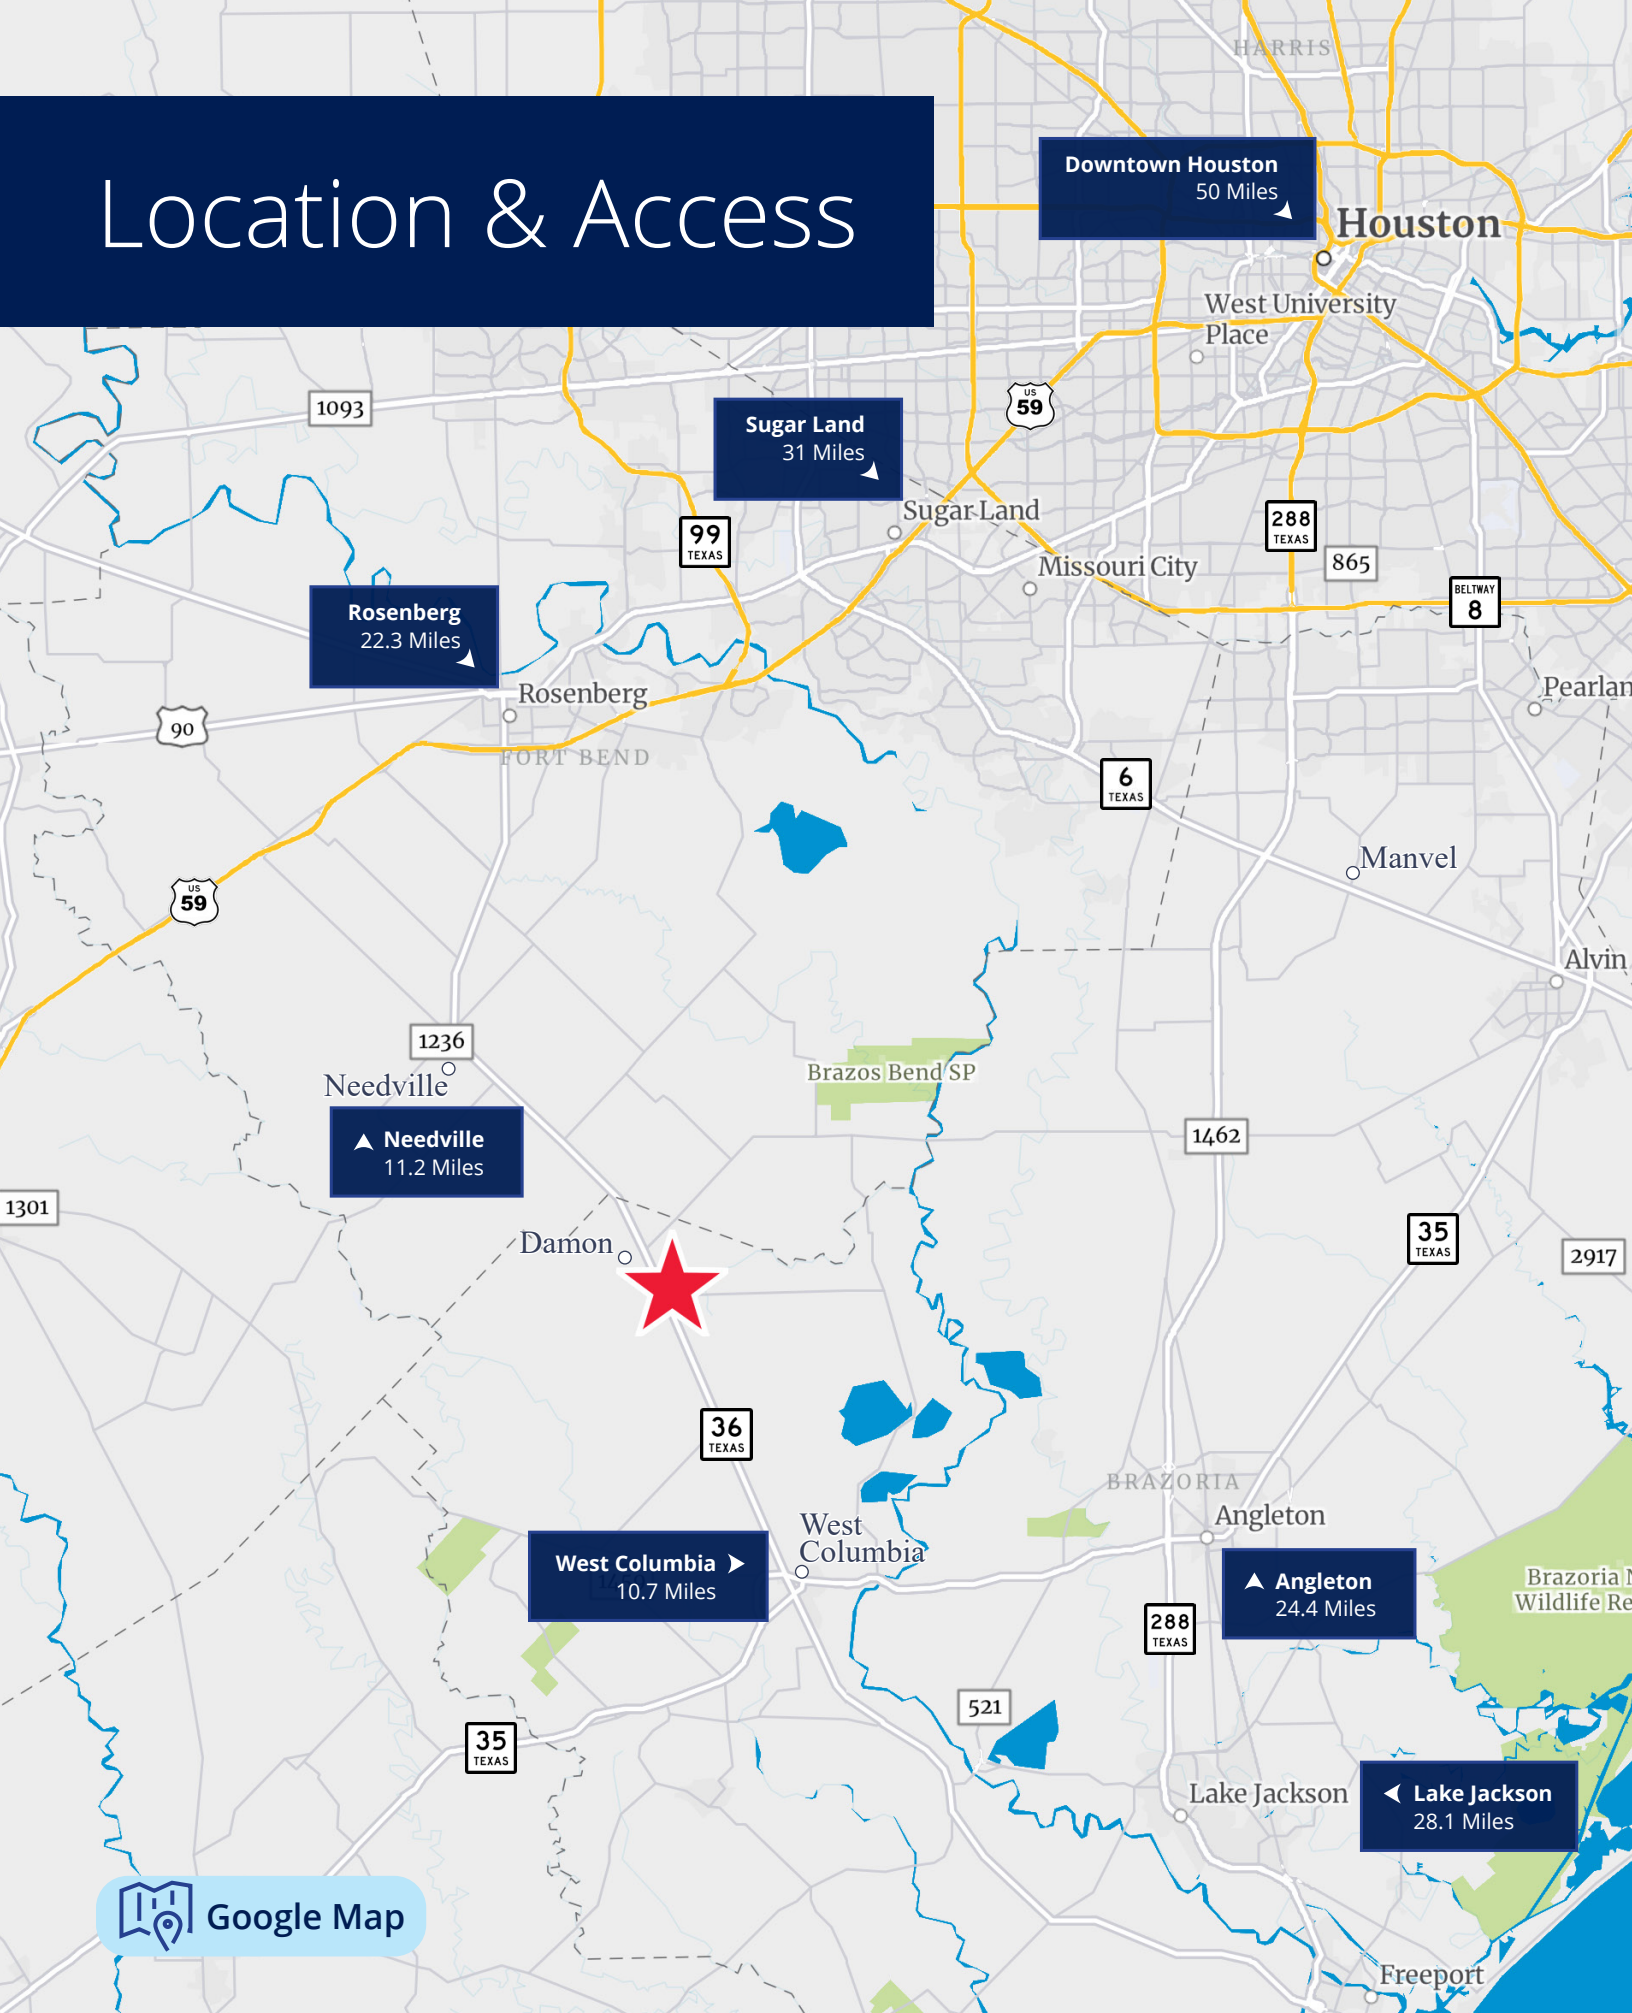 HARRIS
Location & Access
Downtown Houston
50 Miles
Houston
West University
Place
1093
US
59
Sugar Land
31 Miles
Sugar Land
99
TEXAS
288
TEXAS
865
Missouri City
BELTWAY
8
Rosenberg
22.3 Miles
Rosenberg
Pearlan
90
FORT BEND
6
TEXAS
Manvel
US
59
Alvin
1236
Needville
Brazos Bend SP
Needville
11.2 Miles
1462
1301
Damon
35
TEXAS
2917
36
TEXAS
BRAZORIA
Angleton
West
Columbia
West Columbia
10.7 Miles
Angleton
24.4 Miles
Brazoria N
Wildlife Re
288
TEXAS
521
35
TEXAS
Lake Jackson
Lake Jackson
28.1 Miles
Google Map
Freeport